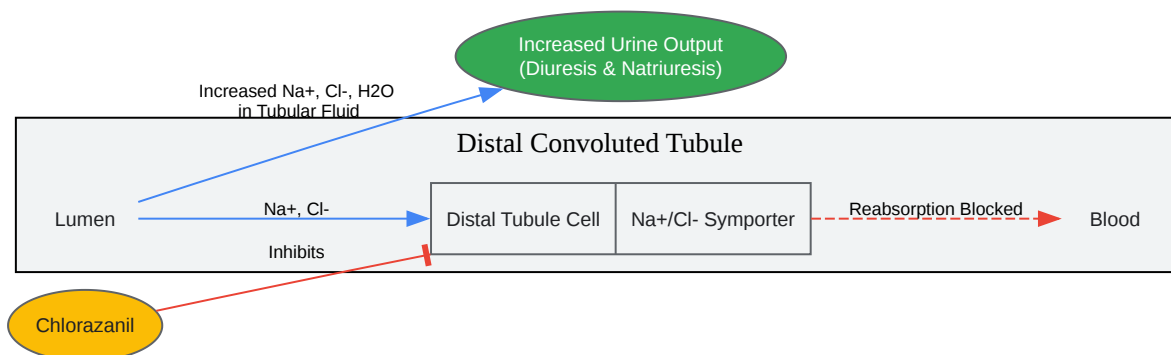 Increased Urine Output
(Diuresis & Natriuresis)
Increased Na+, Cl-, H2O
in Tubular Fluid
Distal Convoluted Tubule
Lumen
Na+, Cl-
Distal Tubule Cell
Na+/Cl- Symporter
Reabsorption Blocked
Blood
Inhibits
Chlorazanil